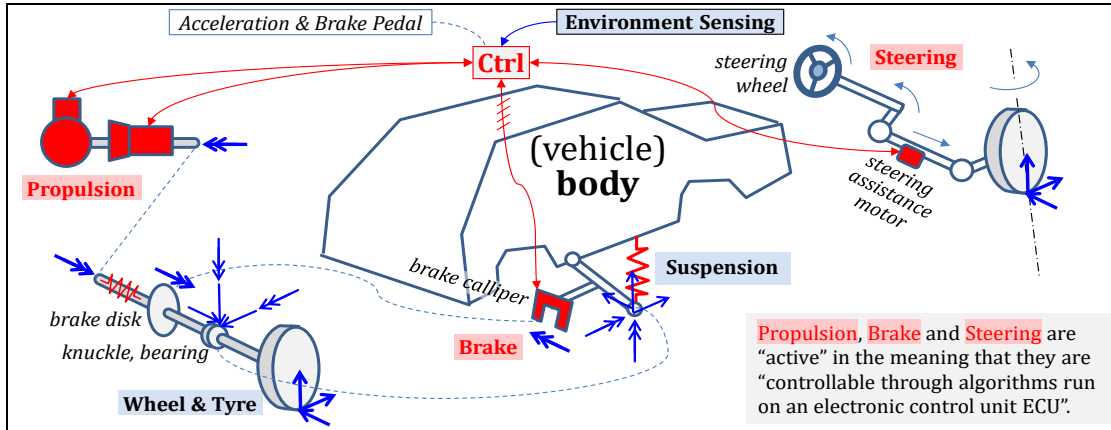 Acceleration & Brake Pedal
Environment Sensing
Ctrl
steering
wheel
Steering
(vehicle)
body
Propulsion
steering
assistance
motor
brake calliper
Suspension
brake disk
knuckle, bearing
Brake
Wheel & Tyre
Propulsion, Brake and Steering are
“active” in the meaning that they are
“controllable through algorithms run
on an electronic control unit ECU”.